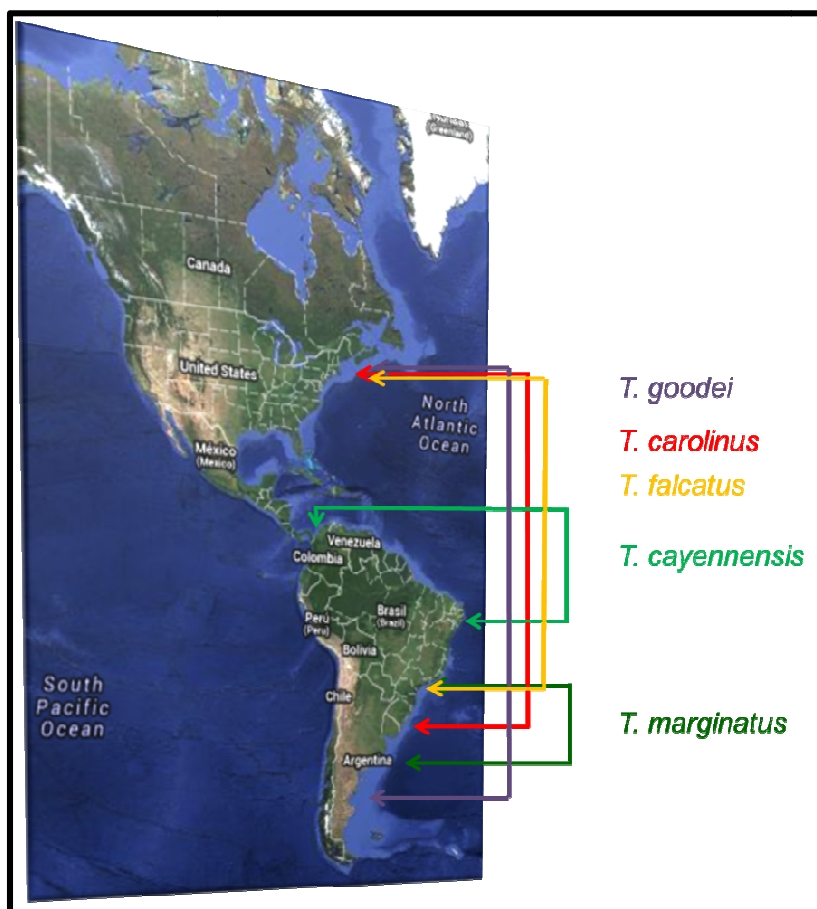 (Greenland)
Canada
United States
North
Atlantic
Ocean
México
(Mexico)
Venezuela
Colombia
Perú
(Peru)
Brasil
(Brazil)
Bolivia
South
Pacific
Ocean
Chile
Argentina
T. goodei
T. carolinus
T. falcatus
T. cayennensis
T. marginatus